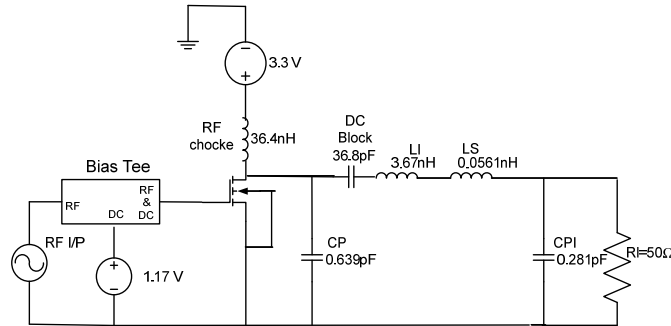 3.3 V
RF
chocke
36.4nH
DC
Block
36.8pF
LI
3.67nH
LS
0.0561nH
Bias Tee
RF
RF
&
DC
DC
RF I/P
1.17 V
CP
0.639pF
CPI
0.281pF
Rl=50Ω